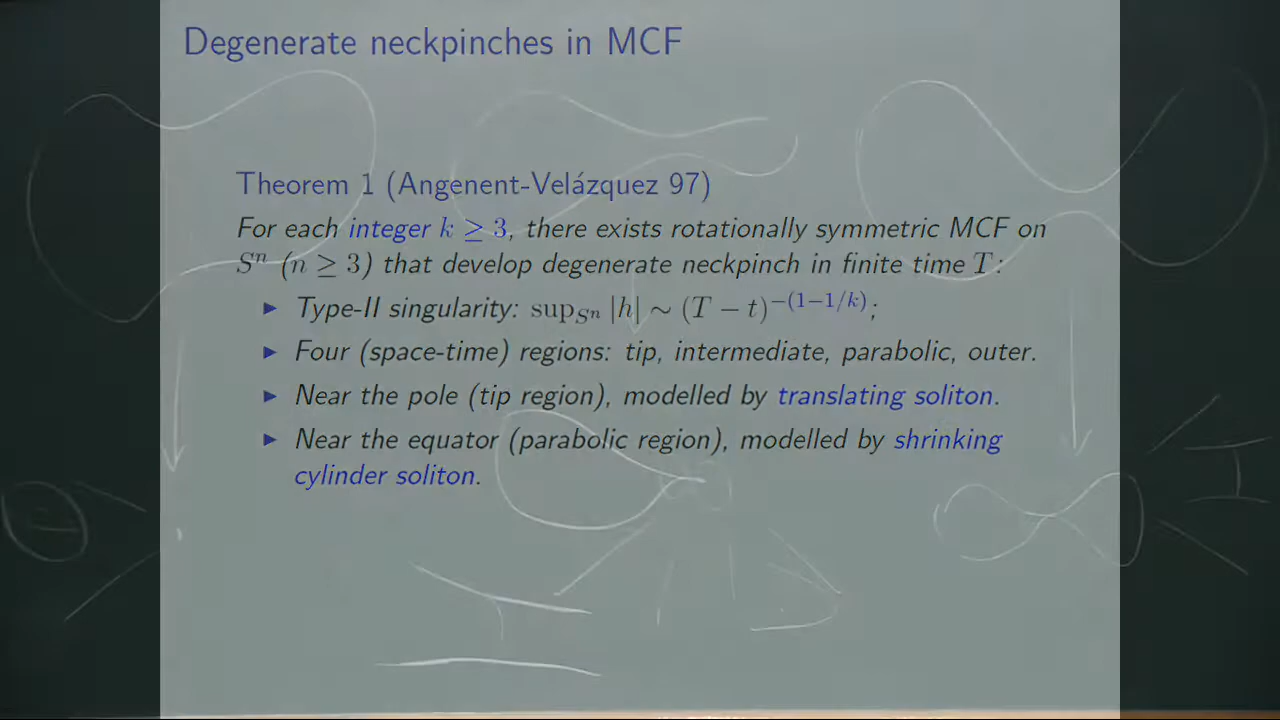 Degenerate neckpinches in MCF
Theorem 1 (Angenent-Velázquez 97)
For each integer k ≥ 3, there exists rotationally symmetric MCF on
Sⁿ (n ≥ 3) that develop degenerate neckpinch in finite time T:
▶ Type-II singularity: sup_{Sⁿ} |h| ∼ (T − t)^{−(1−1/k)};
▶ Four (space-time) regions: tip, intermediate, parabolic, outer.
▶ Near the pole (tip region), modelled by translating soliton.
▶ Near the equator (parabolic region), modelled by shrinking
cylinder soliton.